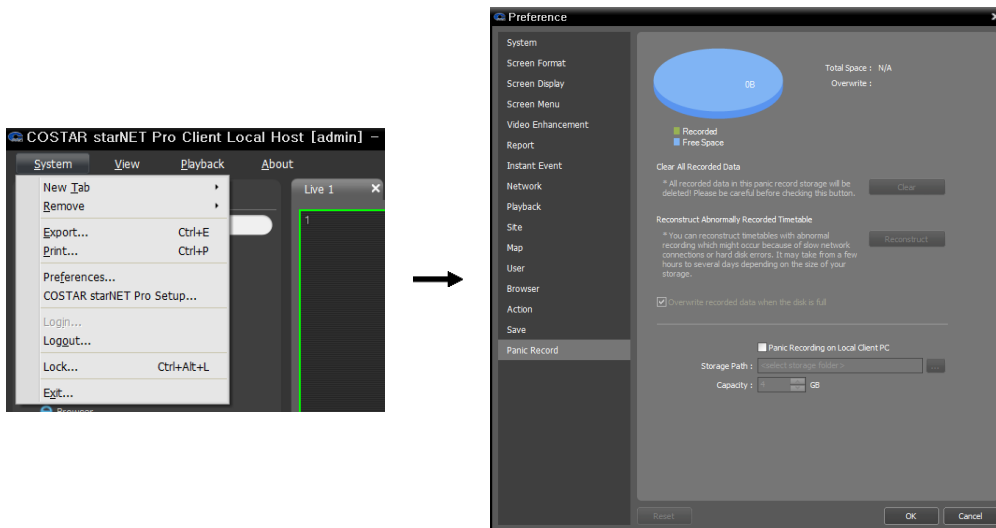 COSTAR starNET Pro Client Local Host [admin] –
System View Playback About
New Tab
Remove
Export... Ctrl+E
Print... Ctrl+P
Preferences...
COSTAR starNET Pro Setup...
Login...
Logout...
Lock... Ctrl+Alt+L
Exit...
Browser
Live 1 ×
1
Preference
System
Screen Format
Screen Display
Screen Menu
Video Enhancement
Report
Instant Event
Network
Playback
Site
Map
User
Browser
Action
Save
Panic Record
0B
Total Space : N/A
Overwrite :
Recorded
Free Space
Clear All Recorded Data
* All recorded data in this panic record storage will be
deleted! Please be careful before checking this button.
Clear
Reconstruct Abnormally Recorded Timetable
* You can reconstruct timetables with abnormal
recording which might occur because of slow network
connections or hard disk errors. It may take from a few
hours to several days depending on the size of your
storage.
Reconstruct
Overwrite recorded data when the disk is full
Panic Recording on Local Client PC
Storage Path : <select storage folder> ...
Capacity : 4 GB
Reset OK Cancel